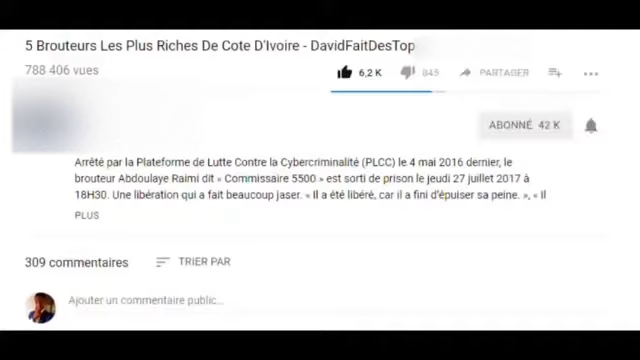 5 Brouteurs Les Plus Riches De Cote D'Ivoire - DavidFaitDesTop
788 406 vues
6,2 K 845 PARTAGER
ABONNÉ 42 K
Arrêté par la Plateforme de Lutte Contre la Cybercriminalité (PLCC) le 4 mai 2016 dernier, le
brouteur Abdoulaye Raimi dit « Commissaire 5500 » est sorti de prison le jeudi 27 juillet 2017 à
18H30. Une libération qui a fait beaucoup jaser. « Il a été libéré, car il a fini d'épuiser sa peine. », « Il
PLUS
309 commentaires TRIER PAR
Ajouter un commentaire public...